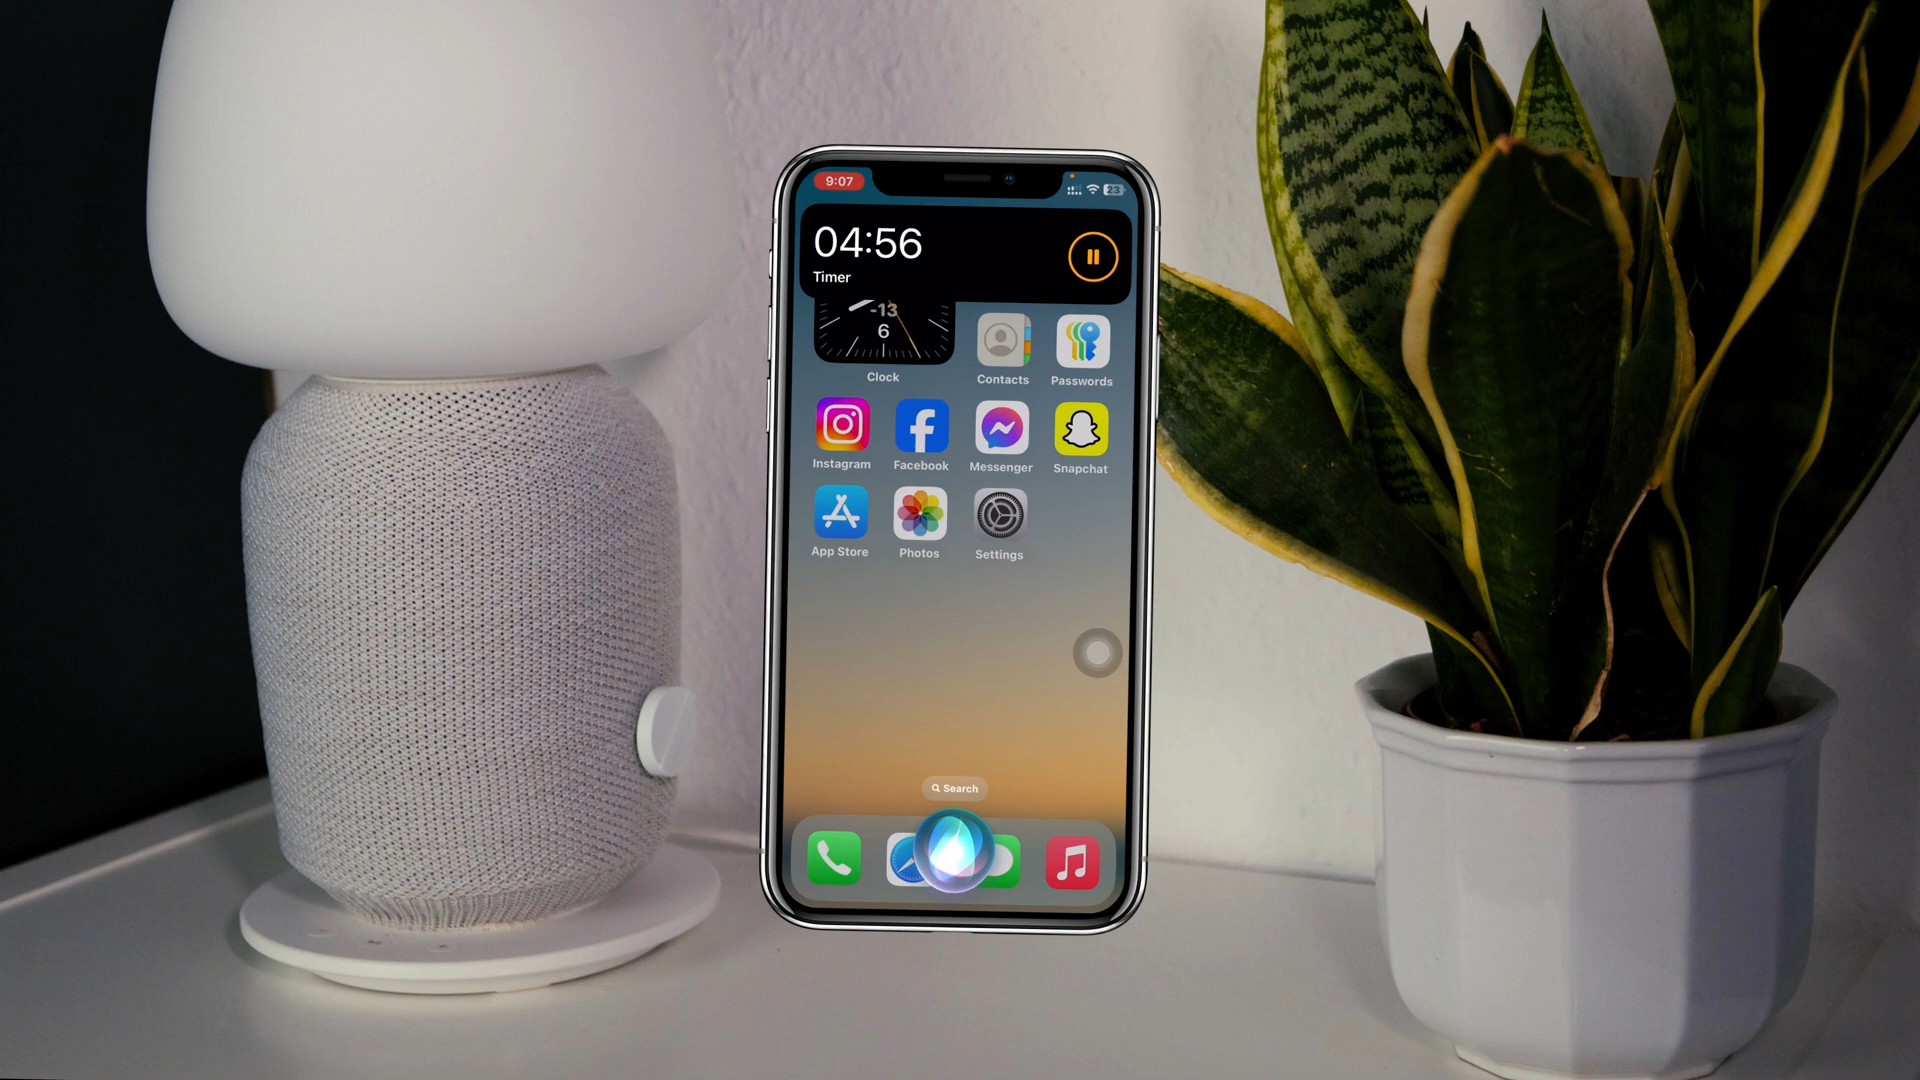 9:07
23
04:56
Timer
-13
6
Clock
Contacts
Passwords
Instagram
Facebook
Messenger
Snapchat
App Store
Photos
Settings
Search